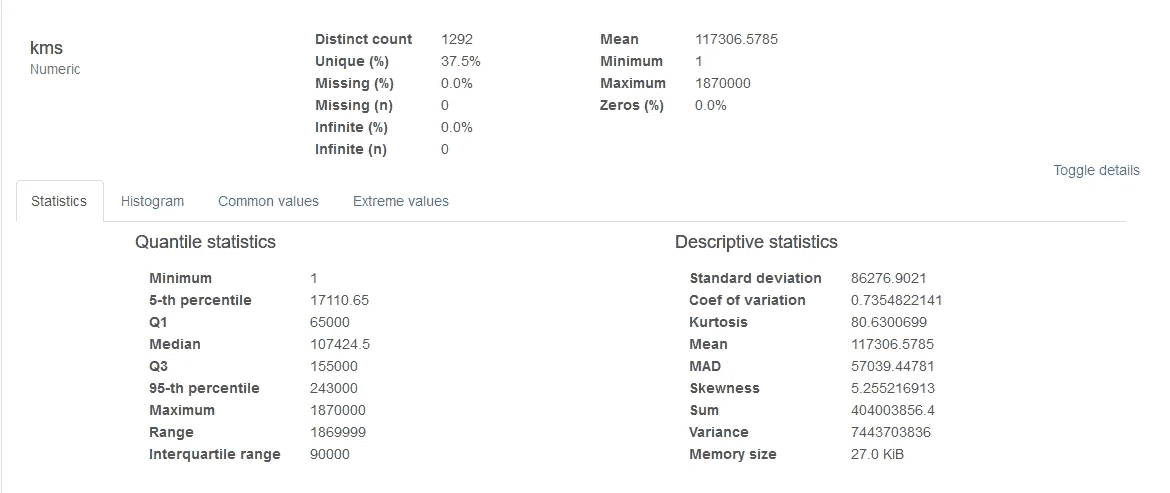 kms
Numeric
Distinct count 1292
Unique (%) 37.5%
Missing (%) 0.0%
Missing (n) 0
Infinite (%) 0.0%
Infinite (n) 0
Mean 117306.5785
Minimum 1
Maximum 1870000
Zeros (%) 0.0%
Toggle details
Statistics Histogram Common values Extreme values
Quantile statistics
Minimum 1
5-th percentile 17110.65
Q1 65000
Median 107424.5
Q3 155000
95-th percentile 243000
Maximum 1870000
Range 1869999
Interquartile range 90000
Descriptive statistics
Standard deviation 86276.9021
Coef of variation 0.7354822141
Kurtosis 80.6300699
Mean 117306.5785
MAD 57039.44781
Skewness 5.255216913
Sum 404003856.4
Variance 7443703836
Memory size 27.0 KiB